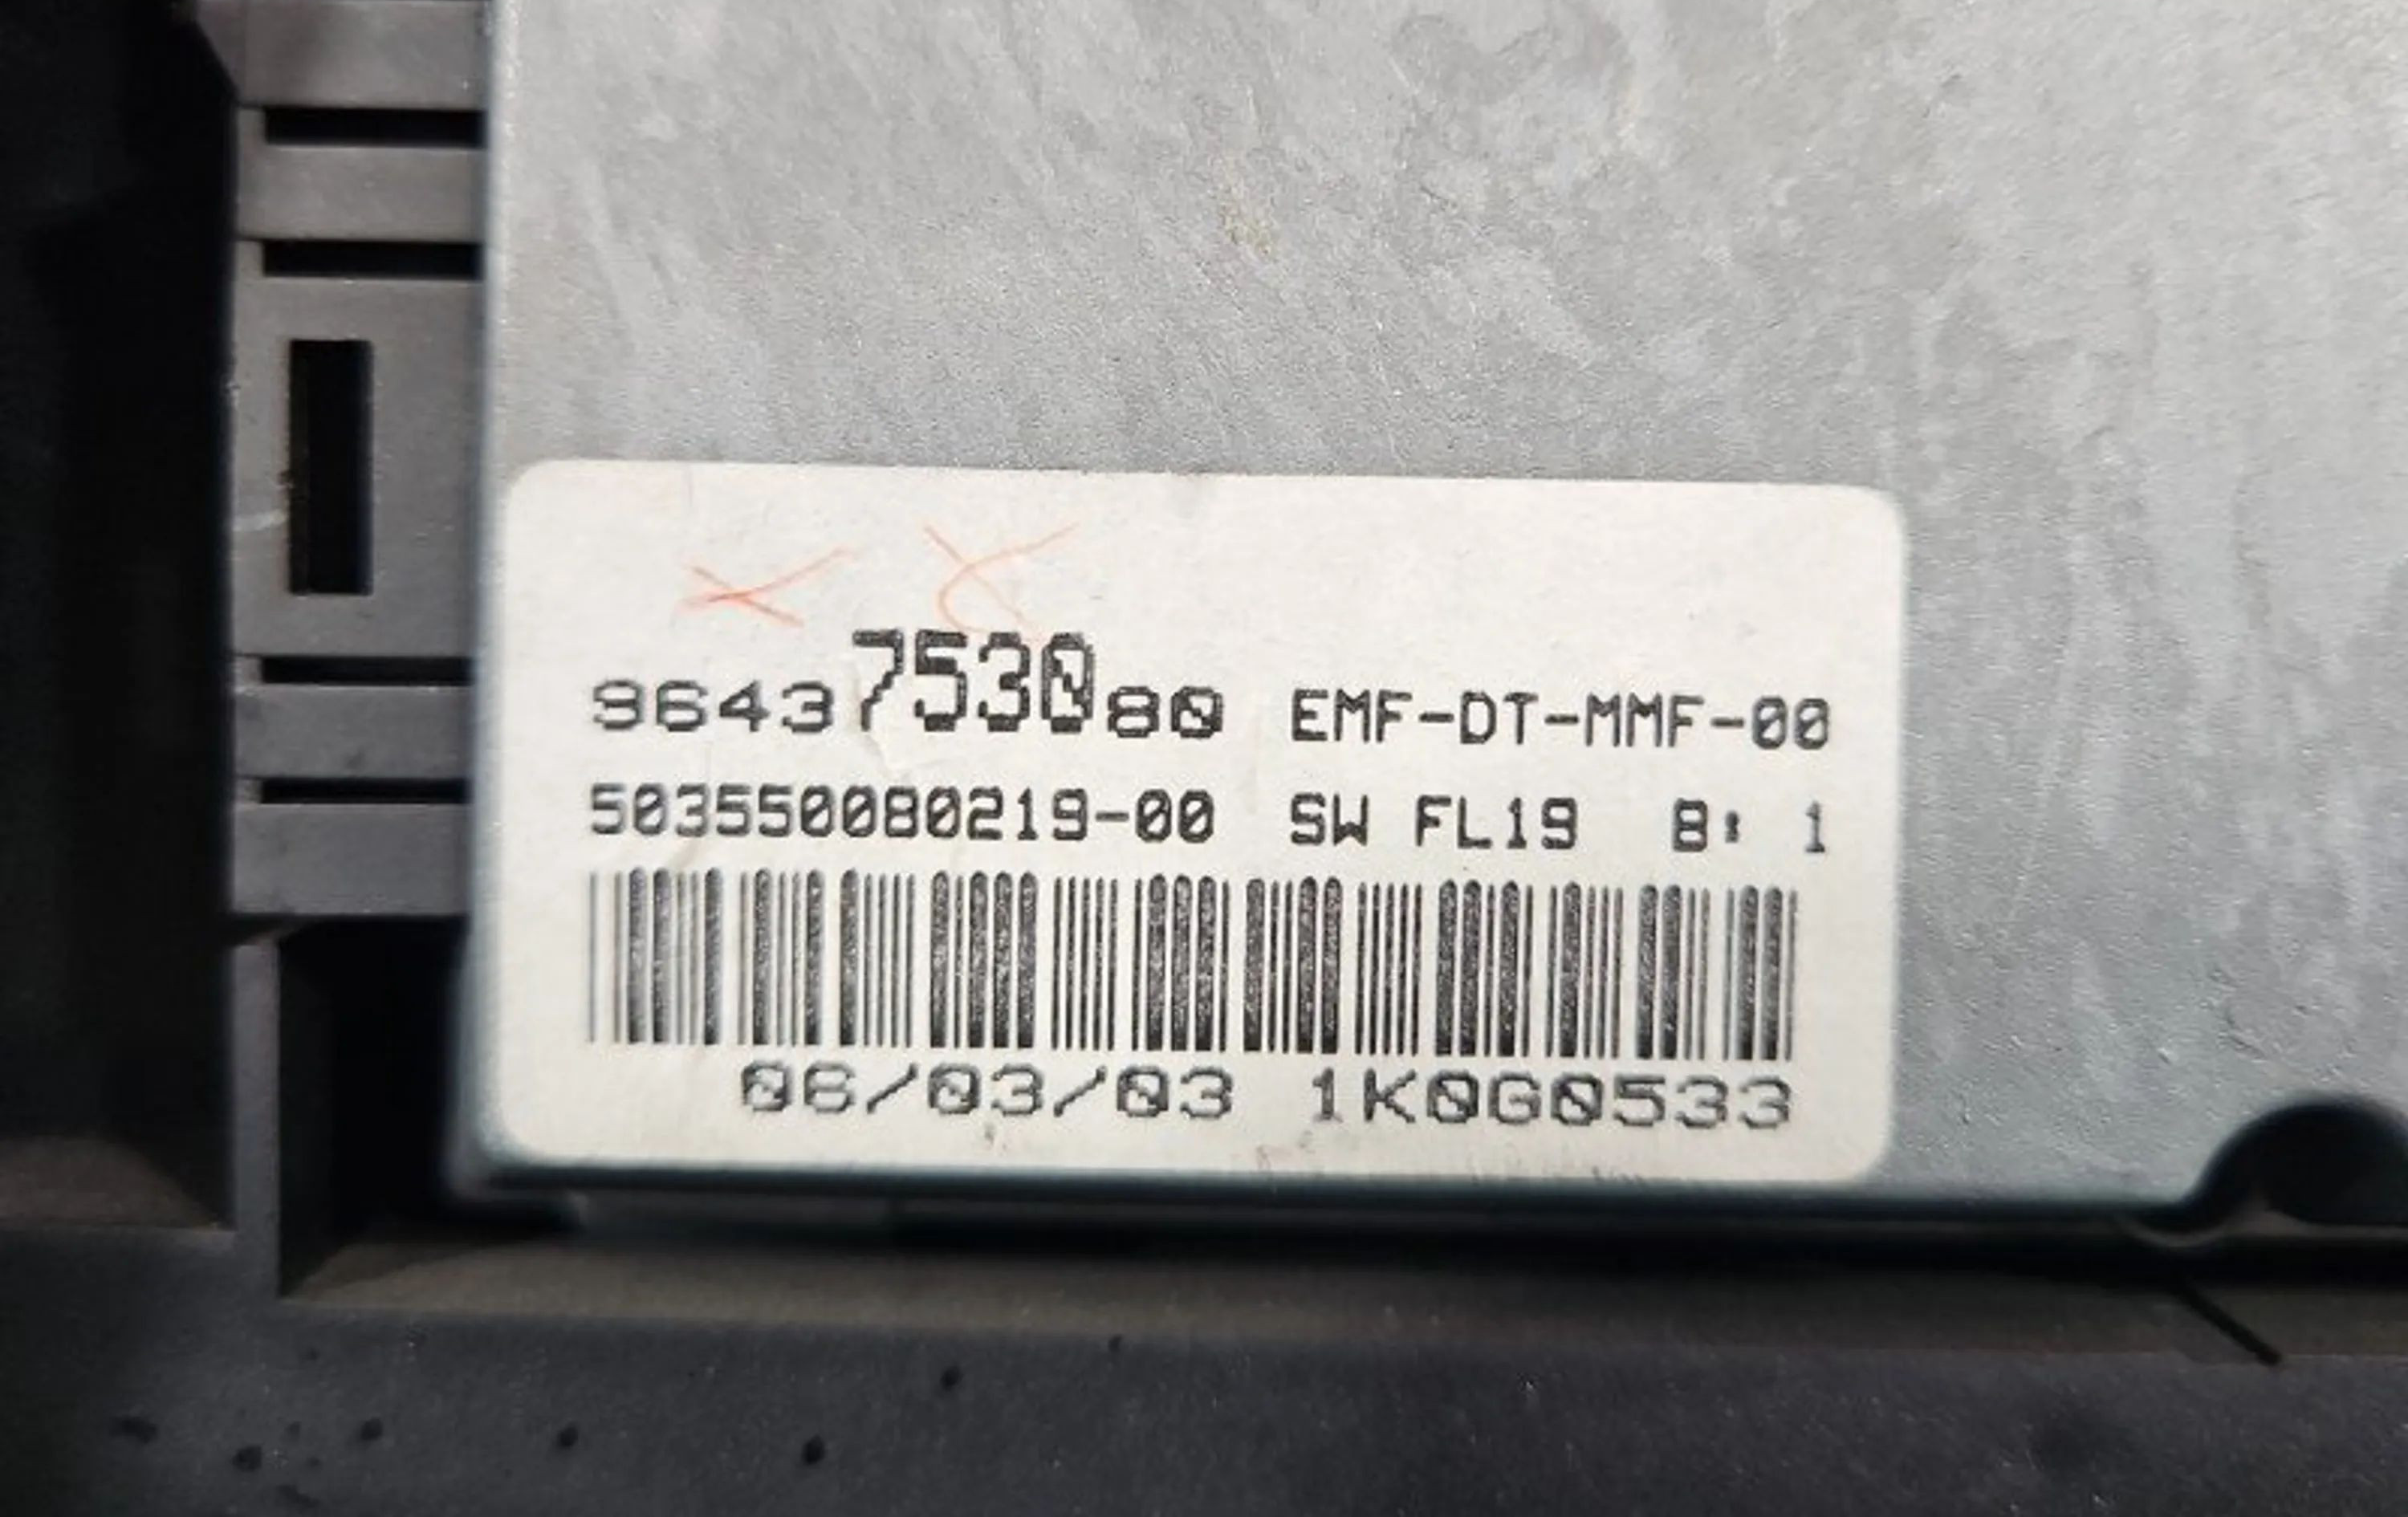 9643753080 EMF-DT-MMF-00
503550080219-00 SW FL19 B: 1
06/03/03 1K0G0533